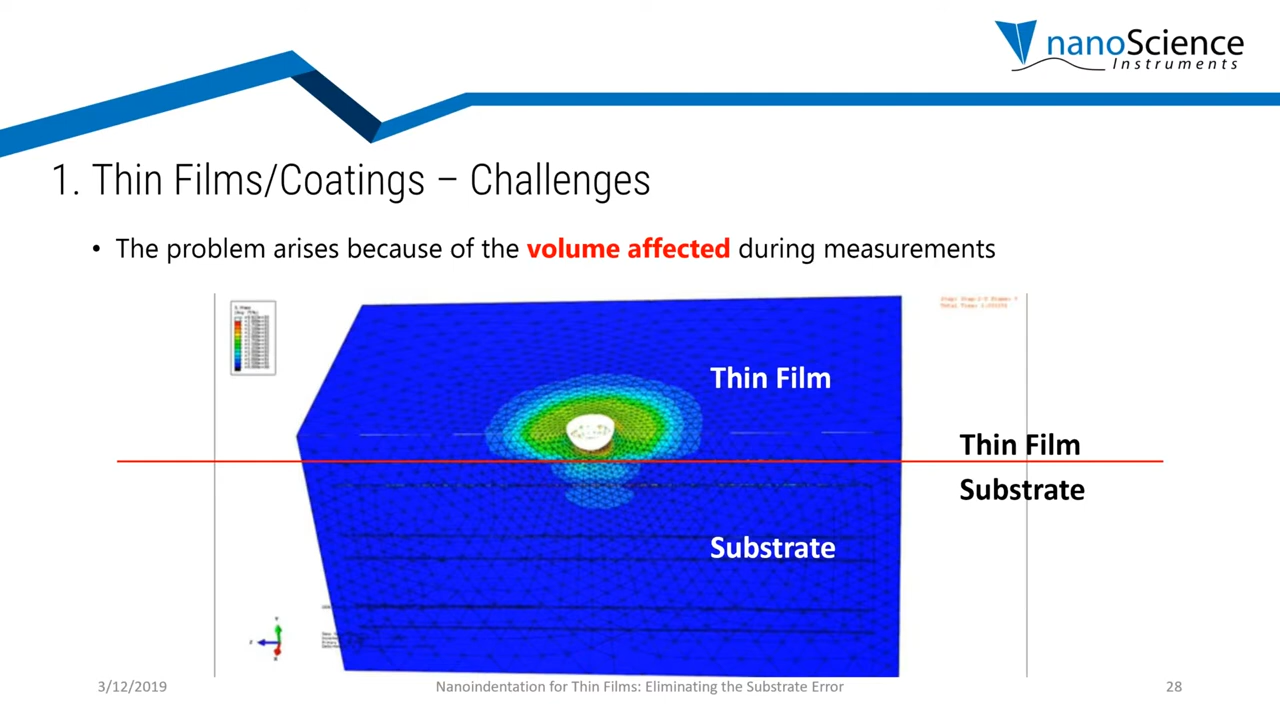 nanoScience
Instruments
1. Thin Films/Coatings – Challenges
• The problem arises because of the volume affected during measurements
Thin Film
Thin Film
Substrate
Substrate
Y
Z
X
3/12/2019
Nanoindentation for Thin Films: Eliminating the Substrate Error
28